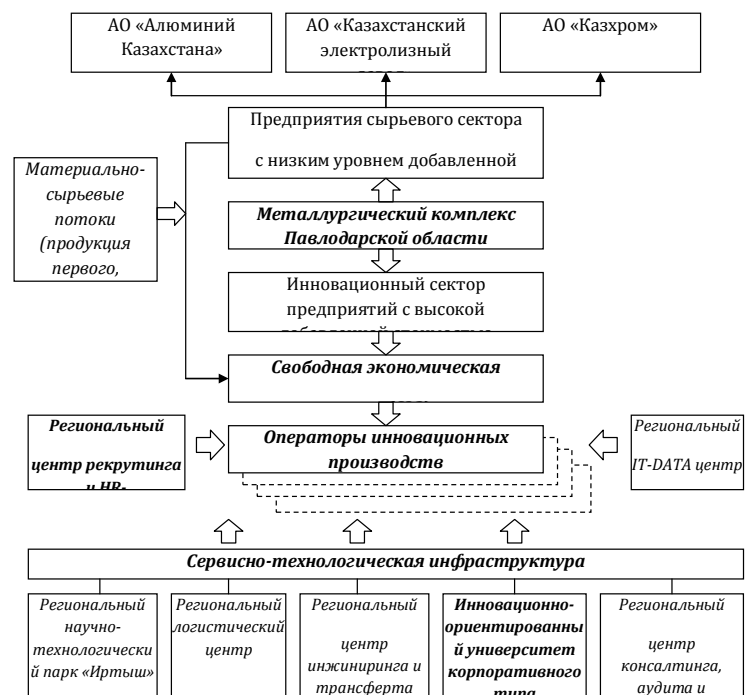 АО «Алюминий
Казахстана»
АО «Казахстанский
электролизный
АО «Казхром»
Предприятия сырьевого сектора
с низким уровнем добавленной
Материально-
сырьевые
потоки
(продукция
первого,
Металлургический комплекс
Павлодарской области
Инновационный сектор
предприятий с высокой
Свободная экономическая
Региональный
центр рекрутинга
и HR-
Операторы инновационных
производств
Региональный
IT-DATA центр
Сервисно-технологическая инфраструктура
Региональный
научно-
технологически
й парк «Иртыш»
Региональный
логистический
центр
Региональный
центр
инжиниринга и
трансферта
Инновационно-
ориентированны
й университет
корпоративного
типа
Региональный
центр
консалтинга,
аудита и